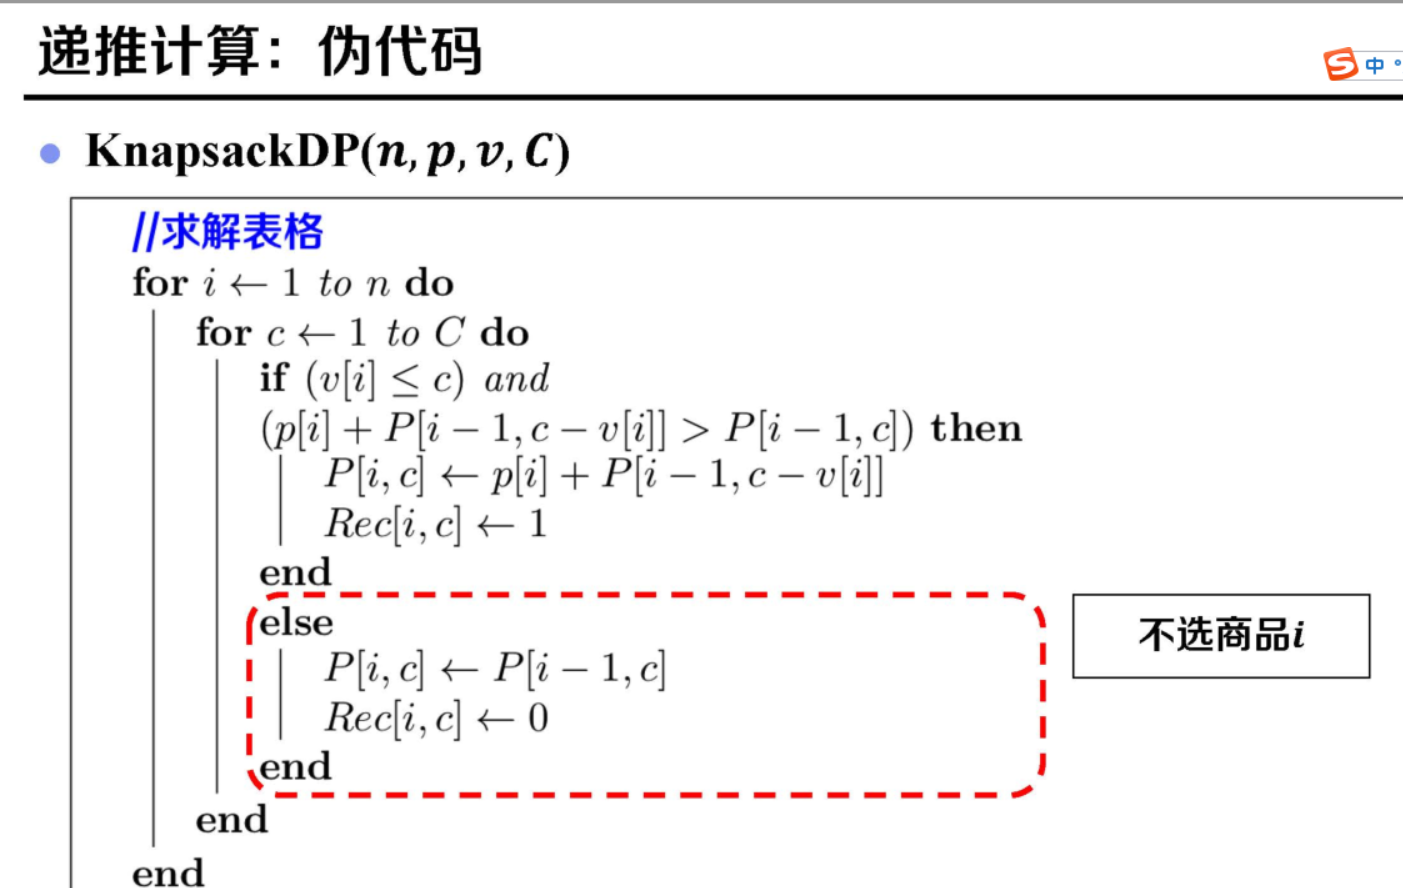 递推计算：伪代码
中 °
KnapsackDP(n, p, v, C)
//求解表格
for i ← 1 to n do
for c ← 1 to C do
if (v[i] ≤ c) and
(p[i] + P[i − 1, c − v[i]] > P[i − 1, c]) then
P[i, c] ← p[i] + P[i − 1, c − v[i]]
Rec[i, c] ← 1
end
else
P[i, c] ← P[i − 1, c]
Rec[i, c] ← 0
end
不选商品i
end
end